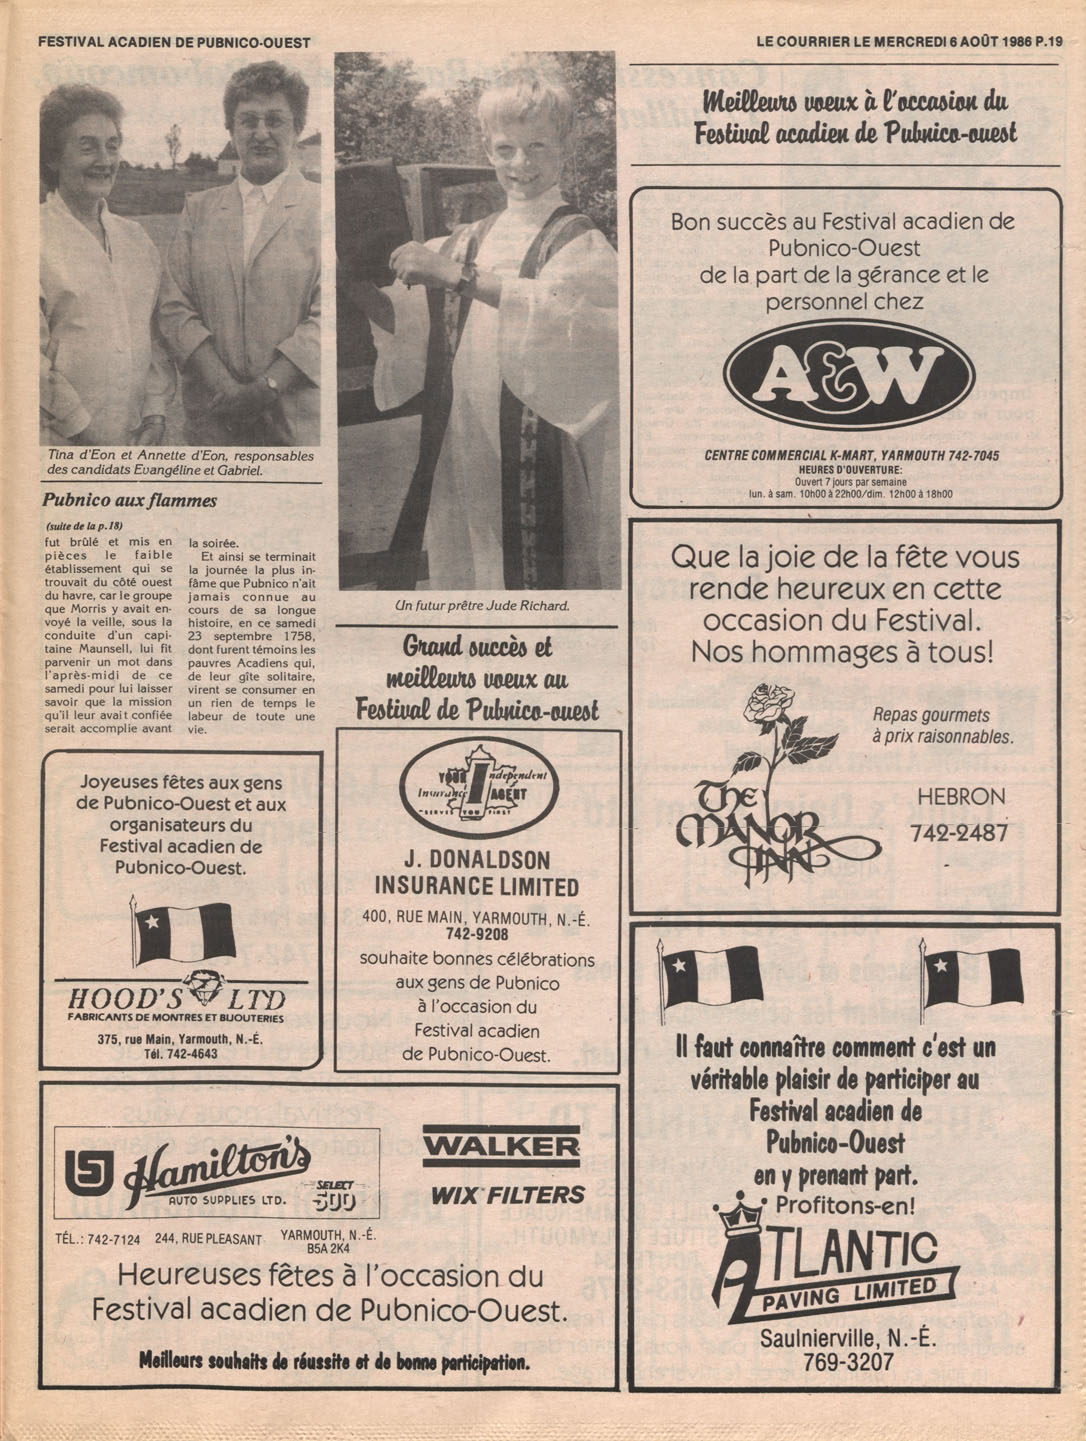 FESTIVAL ACADIEN DE PUBNICO-OUEST
LE COURRIER LE MERCREDI 6 AOÛT 1986 P.19
Tina d'Eon et Annette d'Eon, responsables
des candidats Evangéline et Gabriel.
Pubnico aux flammes
(suite de la p.18)
fut brûlé et mis en
pièces le faible
établissement qui se
trouvait du côté ouest
du havre, car le groupe
que Morris y avait en-
voyé la veille, sous la
conduite d'un capi-
taine Maunsell, lui fit
parvenir un mot dans
l'après-midi de ce
samedi pour lui laisser
savoir que la mission
qu'il leur avait confiée
serait accomplie avant
la soirée.
Et ainsi se terminait
la journée la plus in-
fâme que Pubnico n'ait
jamais connue au
cours de sa longue
histoire, en ce samedi
23 septembre 1758,
dont furent témoins les
pauvres Acadiens qui,
de leur gîte solitaire,
virent se consumer en
un rien de temps le
labeur de toute une
vie.
Un futur prêtre Jude Richard.
Grand succès et
meilleurs voeux au
Festival de Pubnico-ouest
Meilleurs voeux à l'occasion du
Festival acadien de Pubnico-ouest
Bon succès au Festival acadien de
Pubnico-Ouest
de la part de la gérance et le
personnel chez
A&W
CENTRE COMMERCIAL K-MART, YARMOUTH 742-7045
HEURES D'OUVERTURE:
Ouvert 7 jours par semaine
lun. à sam. 10h00 à 22h00/dim. 12h00 à 18h00
Que la joie de la fête vous
rende heureux en cette
occasion du Festival.
Nos hommages à tous!
Repas gourmets
à prix raisonnables.
THE
MANOR
INN
HEBRON
742-2487
Joyeuses fêtes aux gens
de Pubnico-Ouest et aux
organisateurs du
Festival acadien de
Pubnico-Ouest.
HOOD'S LTD
FABRICANTS DE MONTRES ET BIJOUTERIES
375, rue Main, Yarmouth, N.-É.
Tél. 742-4643
YOUR Independent
Insurance AGENT
"SERVES YOU FIRST"
J. DONALDSON
INSURANCE LIMITED
400, RUE MAIN, YARMOUTH, N.-É.
742-9208
souhaite bonnes célébrations
aux gens de Pubnico
à l'occasion du
Festival acadien
de Pubnico-Ouest.
Il faut connaître comment c'est un
véritable plaisir de participer au
Festival acadien de
Pubnico-Ouest
en y prenant part.
Profitons-en!
ATLANTIC
PAVING LIMITED
Saulnierville, N.-É.
769-3207
Hamilton's
AUTO SUPPLIES LTD.
SELECT
500
WALKER
WIX FILTERS
TÉL.: 742-7124 244, RUE PLEASANT YARMOUTH, N.-É.
B5A 2K4
Heureuses fêtes à l'occasion du
Festival acadien de Pubnico-Ouest.
Meilleurs souhaits de réussite et de bonne participation.